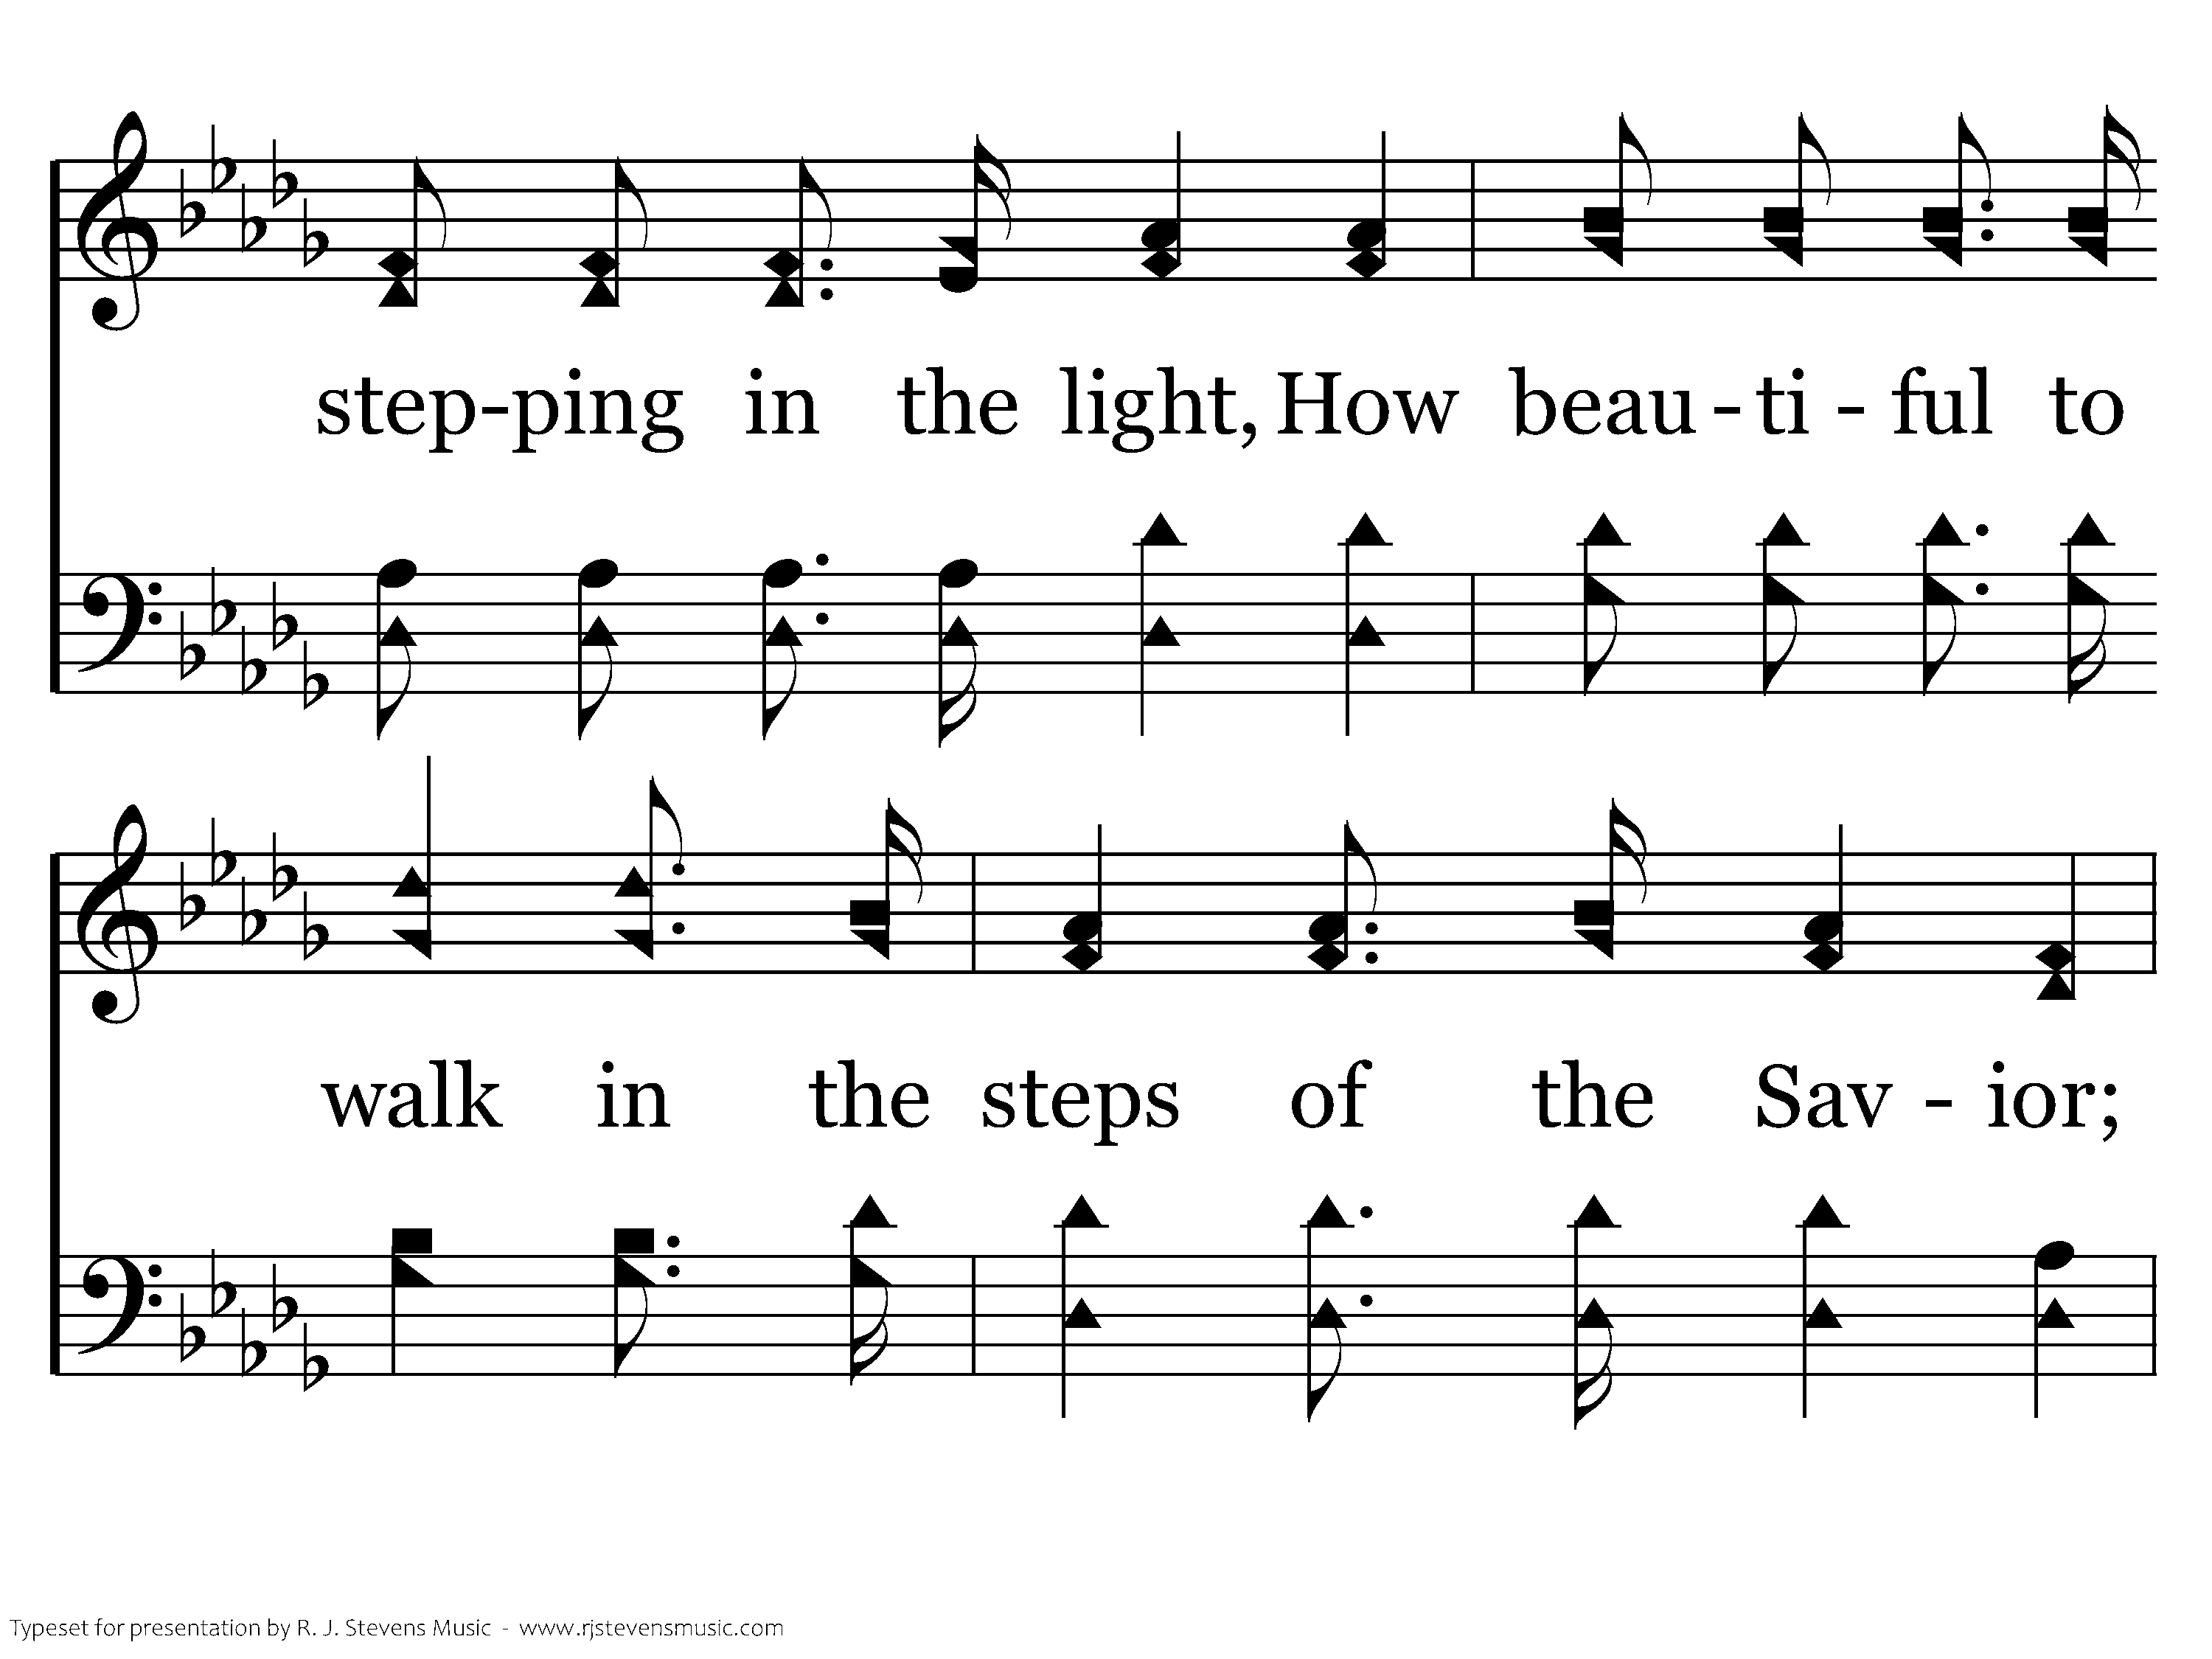 step-ping in the light, How beau - ti - ful to
walk in the steps of the Sav - ior;
Typeset for presentation by R. J. Stevens Music - www.rjstevensmusic.com